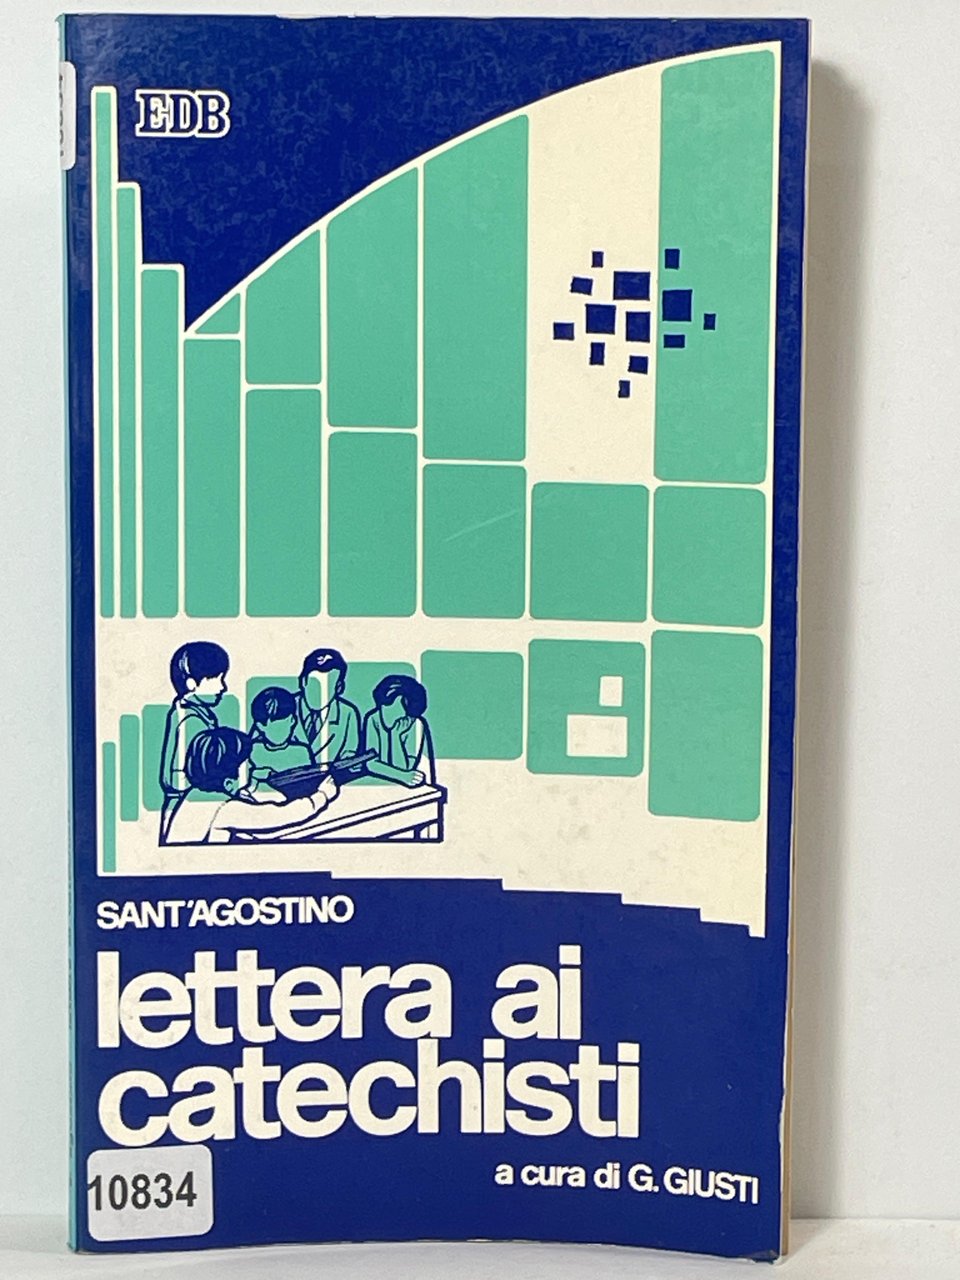 EDB
SANT'AGOSTINO
lettera ai
catechisti
a cura di G. GIUSTI
10834